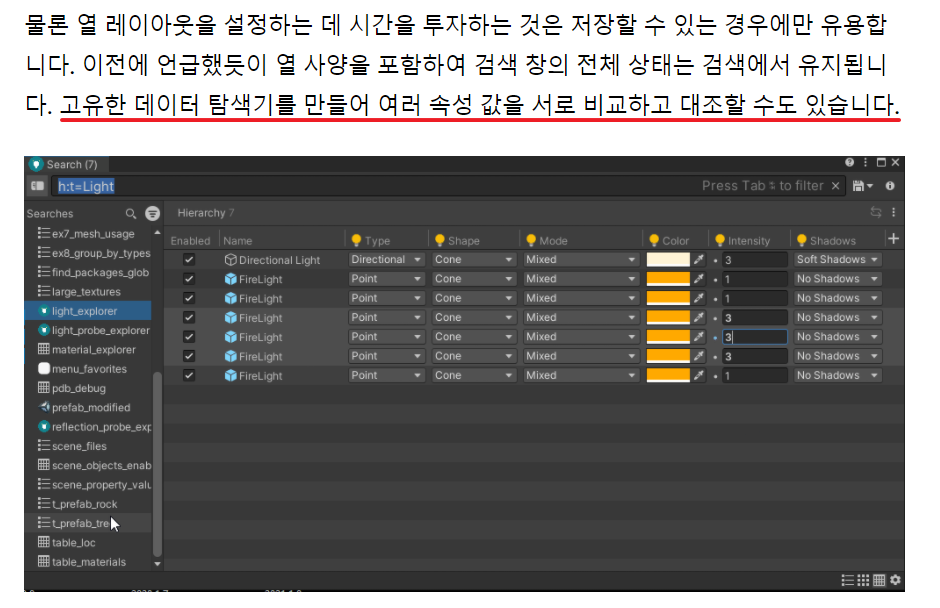 물론 열 레이아웃을 설정하는 데 시간을 투자하는 것은 저장할 수 있는 경우에만 유용합
니다. 이전에 언급했듯이 열 사양을 포함하여 검색 창의 전체 상태는 검색에서 유지됩니
다. 고유한 데이터 탐색기를 만들어 여러 속성 값을 서로 비교하고 대조할 수도 있습니다.
Search (7)
h:t=Light Press Tab to filter
Searches
Hierarchy 7
ex7_mesh_usage
ex8_group_by_types
find_packages_glob
large_textures
light_explorer
light_probe_explorer
material_explorer
menu_favorites
pdb_debug
prefab_modified
reflection_probe_exp
scene_files
scene_objects_enab
scene_property_valu
t_prefab_rock
t_prefab_tre
table_loc
table_materials
Enabled Name Type Shape Mode Color Intensity Shadows
Directional Light Directional Cone Mixed 3 Soft Shadows
FireLight Point Cone Mixed 1 No Shadows
FireLight Point Cone Mixed 1 No Shadows
FireLight Point Cone Mixed 3 No Shadows
FireLight Point Cone Mixed 3 No Shadows
FireLight Point Cone Mixed 3 No Shadows
FireLight Point Cone Mixed 1 No Shadows